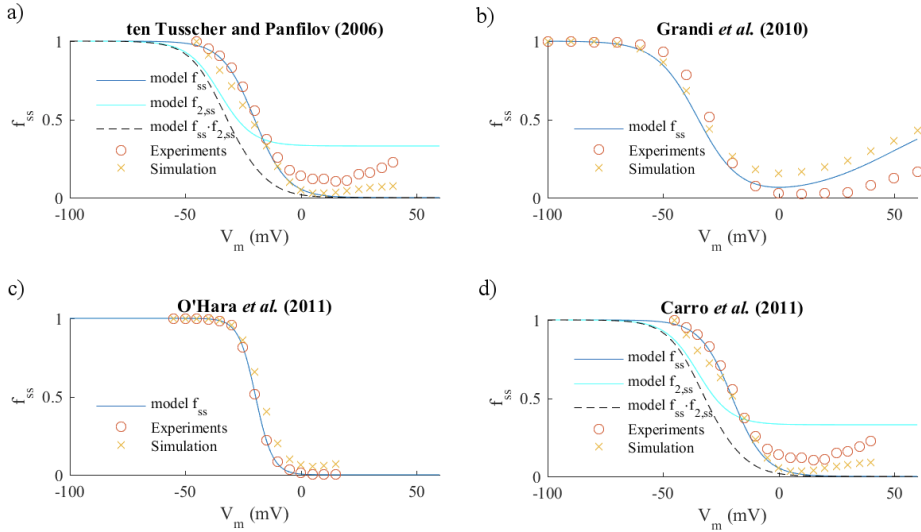 a)
ten Tusscher and Panfilov (2006)
1
0.5
0
f_ss
model f_ss
model f_2,ss
model f_ss·f_2,ss
Experiments
Simulation
-100
-50
0
50
V_m (mV)
b)
Grandi et al. (2010)
1
0.5
0
f_ss
model f_ss
Experiments
Simulation
-100
-50
0
50
V_m (mV)
c)
O'Hara et al. (2011)
1
0.5
0
f_ss
model f_ss
Experiments
Simulation
-100
-50
0
50
V_m (mV)
d)
Carro et al. (2011)
1
0.5
0
f_ss
model f_ss
model f_2,ss
model f_ss·f_2,ss
Experiments
Simulation
-100
-50
0
50
V_m (mV)